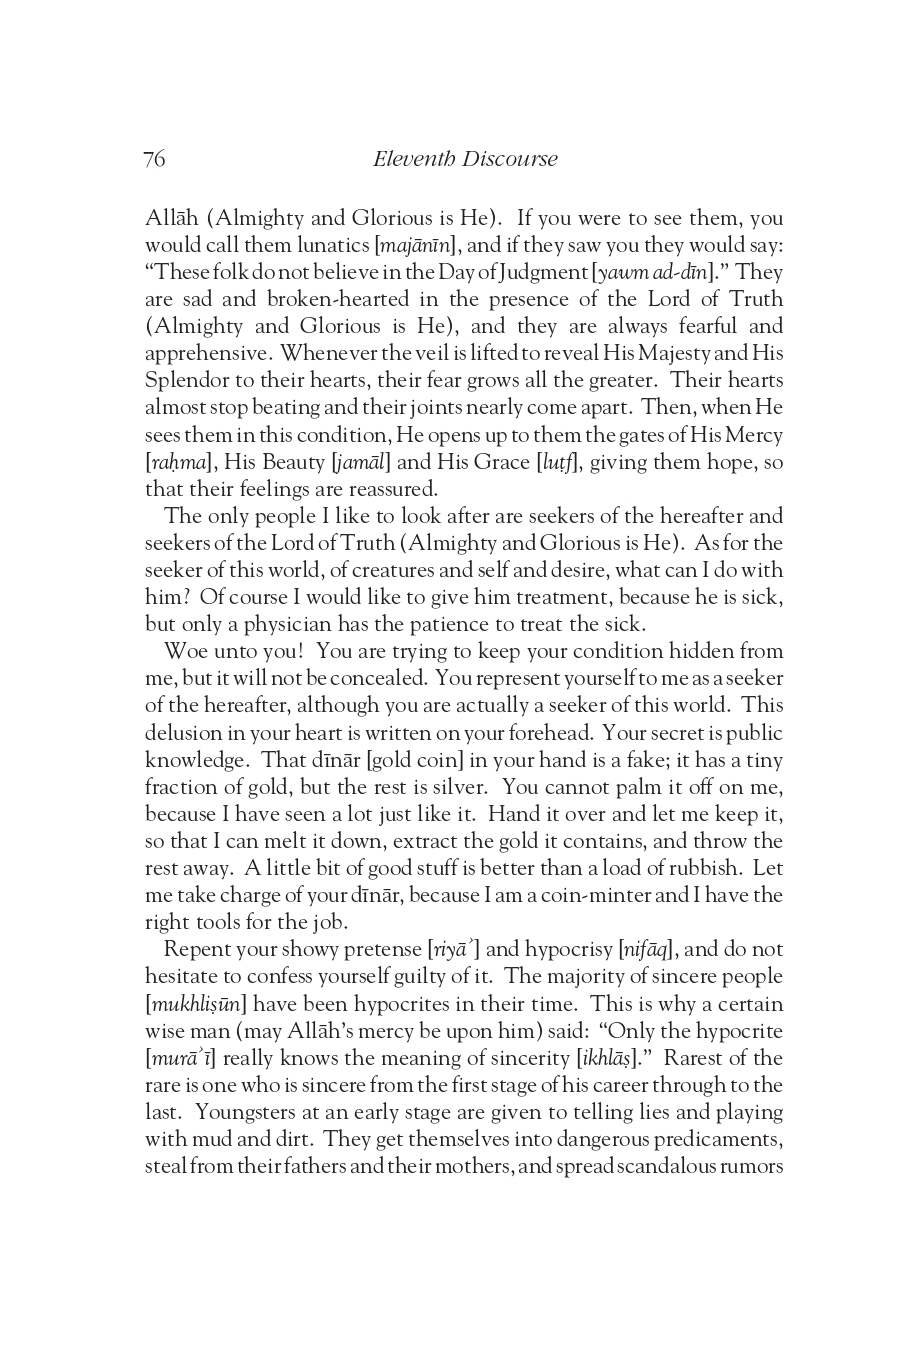 76
Eleventh Discourse
Allāh (Almighty and Glorious is He). If you were to see them, you
would call them lunatics [majānīn], and if they saw you they would say:
“These folk do not believe in the Day of Judgment [yawm ad-dīn].” They
are sad and broken-hearted in the presence of the Lord of Truth
(Almighty and Glorious is He), and they are always fearful and
apprehensive. Whenever the veil is lifted to reveal His Majesty and His
Splendor to their hearts, their fear grows all the greater. Their hearts
almost stop beating and their joints nearly come apart. Then, when He
sees them in this condition, He opens up to them the gates of His Mercy
[raḥma], His Beauty [jamāl] and His Grace [luṭf], giving them hope, so
that their feelings are reassured.
The only people I like to look after are seekers of the hereafter and
seekers of the Lord of Truth (Almighty and Glorious is He). As for the
seeker of this world, of creatures and self and desire, what can I do with
him? Of course I would like to give him treatment, because he is sick,
but only a physician has the patience to treat the sick.
Woe unto you! You are trying to keep your condition hidden from
me, but it will not be concealed. You represent yourself to me as a seeker
of the hereafter, although you are actually a seeker of this world. This
delusion in your heart is written on your forehead. Your secret is public
knowledge. That dīnār [gold coin] in your hand is a fake; it has a tiny
fraction of gold, but the rest is silver. You cannot palm it off on me,
because I have seen a lot just like it. Hand it over and let me keep it,
so that I can melt it down, extract the gold it contains, and throw the
rest away. A little bit of good stuff is better than a load of rubbish. Let
me take charge of your dīnār, because I am a coin-minter and I have the
right tools for the job.
Repent your showy pretense [riyāʾ] and hypocrisy [nifāq], and do not
hesitate to confess yourself guilty of it. The majority of sincere people
[mukhliṣūn] have been hypocrites in their time. This is why a certain
wise man (may Allāh’s mercy be upon him) said: “Only the hypocrite
[murāʾī] really knows the meaning of sincerity [ikhlāṣ].” Rarest of the
rare is one who is sincere from the first stage of his career through to the
last. Youngsters at an early stage are given to telling lies and playing
with mud and dirt. They get themselves into dangerous predicaments,
steal from their fathers and their mothers, and spread scandalous rumors